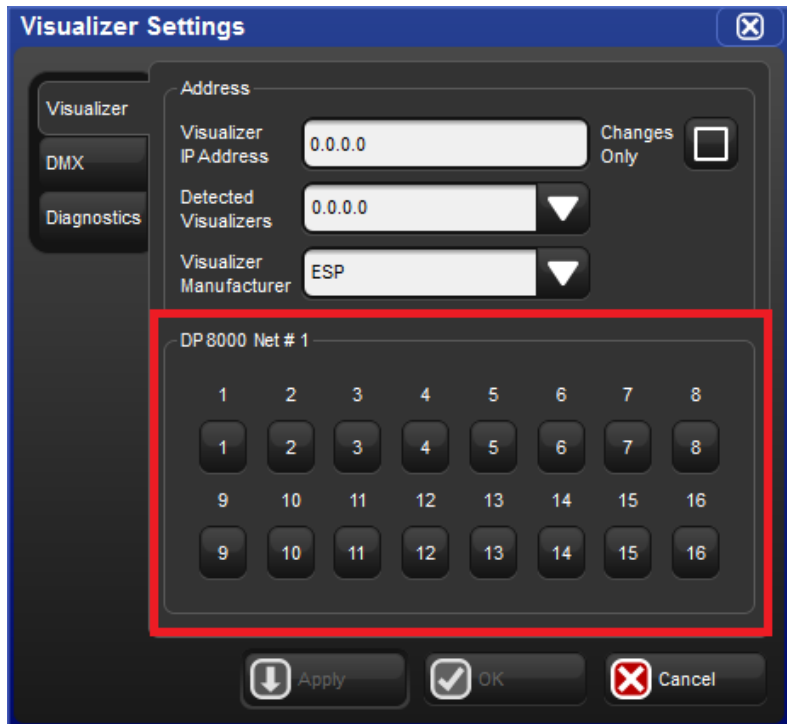 Visualizer Settings
Visualizer
DMX
Diagnostics
Address
Visualizer
IP Address
0.0.0.0
Changes
Only
Detected
Visualizers
0.0.0.0
Visualizer
Manufacturer
ESP
DP8000 Net # 1
1 2 3 4 5 6 7 8
1 2 3 4 5 6 7 8
9 10 11 12 13 14 15 16
9 10 11 12 13 14 15 16
Apply
OK
Cancel